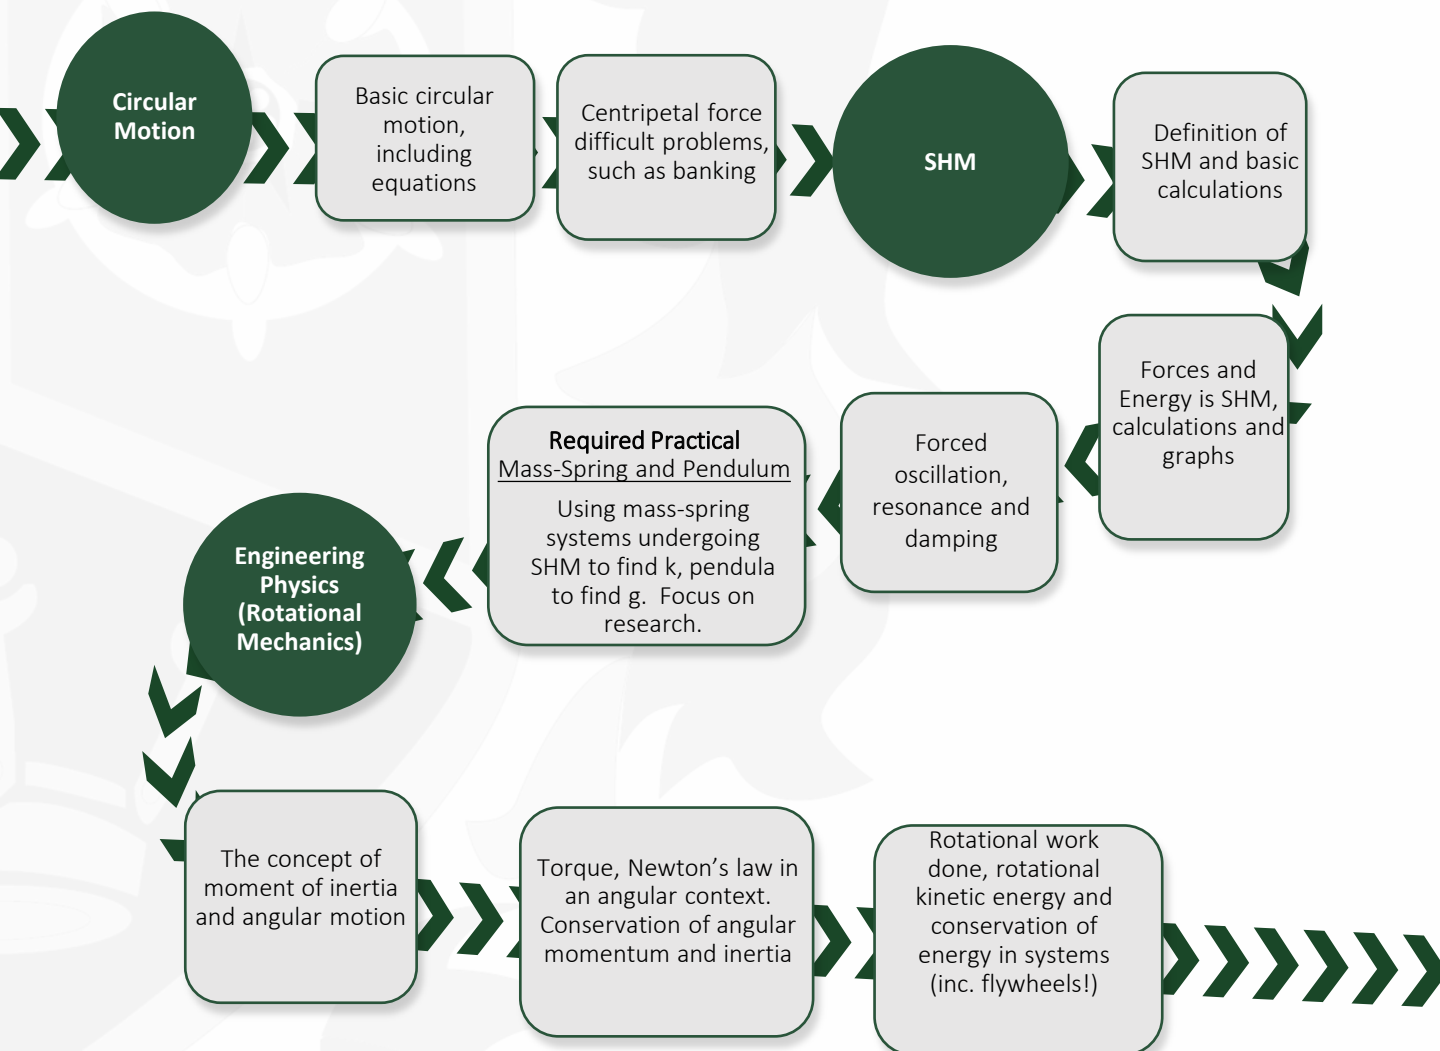 Circular
Motion
Basic circular
motion,
including
equations
Centripetal force
difficult problems,
such as banking
SHM
Definition of
SHM and basic
calculations
Forces and
Energy is SHM,
calculations and
graphs
Forced
oscillation,
resonance and
damping
Required Practical
Mass-Spring and Pendulum
Using mass-spring
systems undergoing
SHM to find k, pendula
to find g. Focus on
research.
Engineering
Physics
(Rotational
Mechanics)
The concept of
moment of inertia
and angular motion
Torque, Newton’s law in
an angular context.
Conservation of angular
momentum and inertia
Rotational work
done, rotational
kinetic energy and
conservation of
energy in systems
(inc. flywheels!)